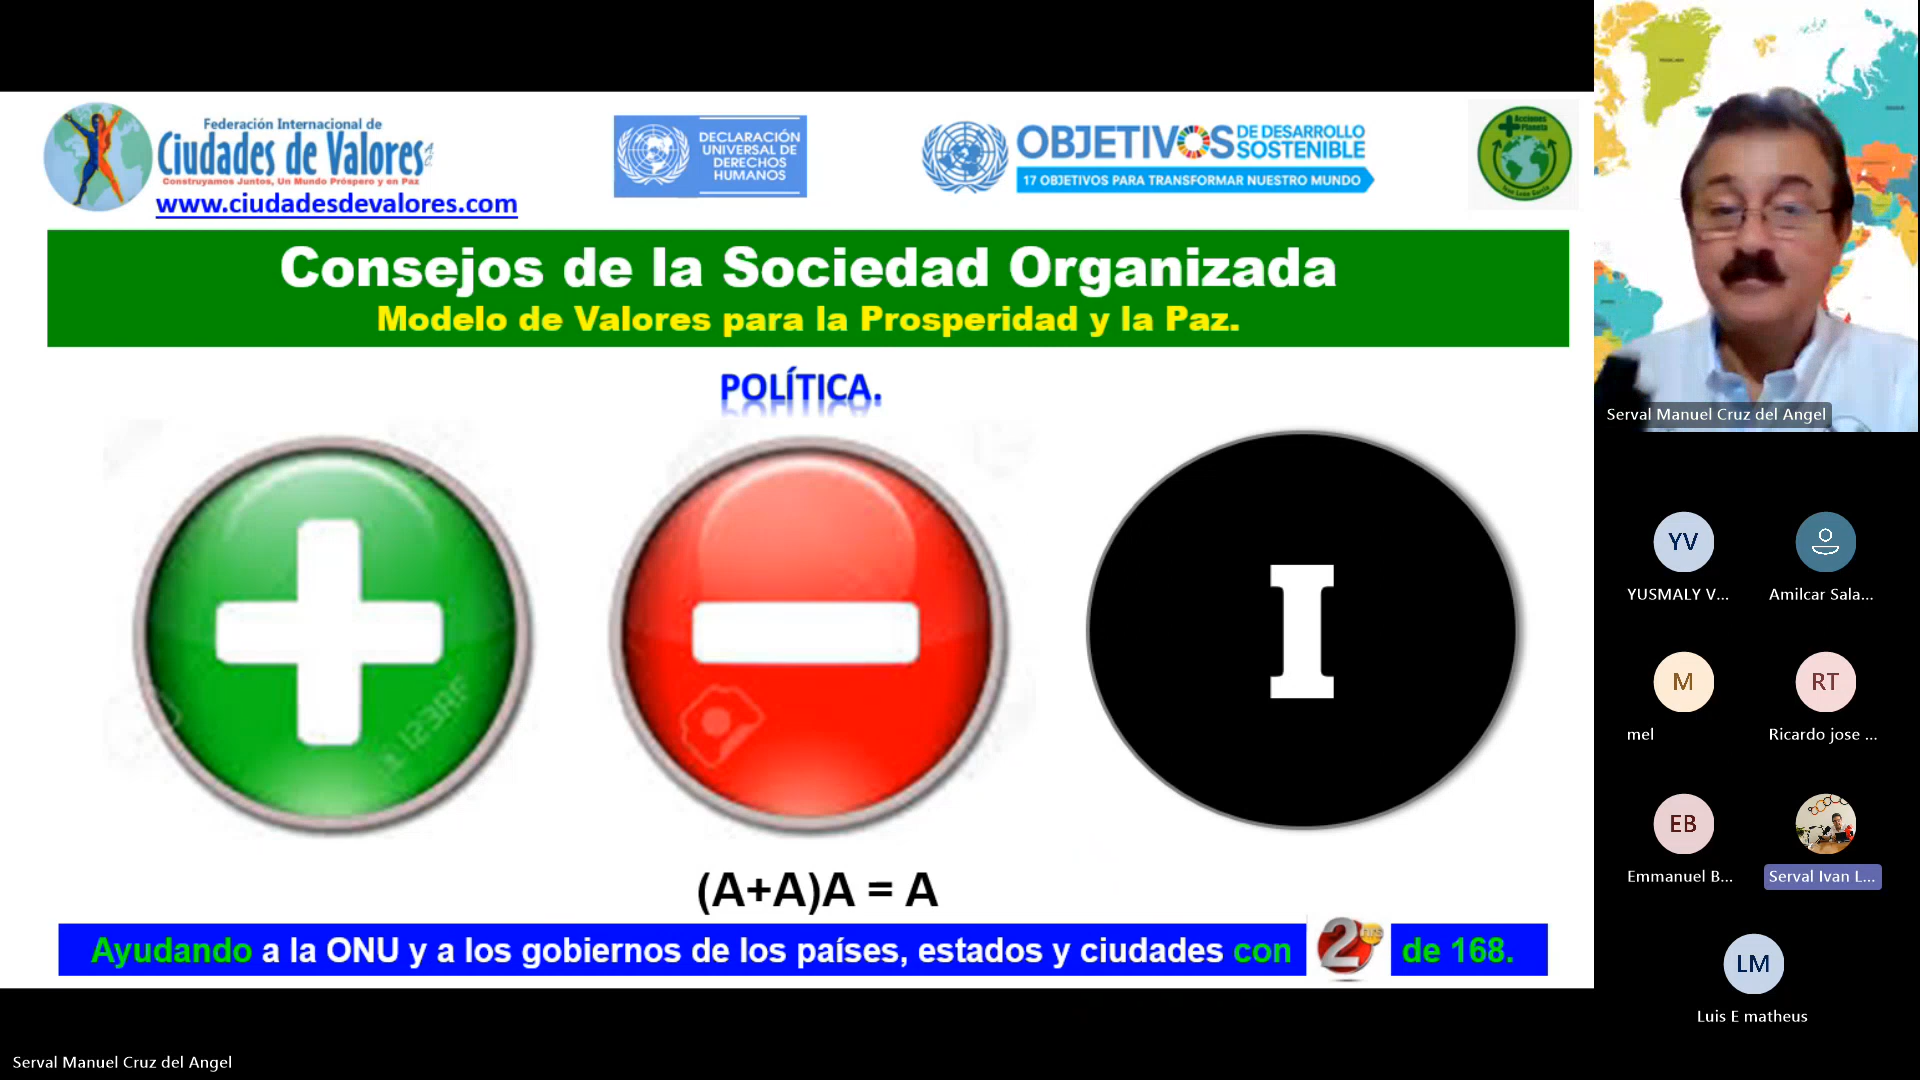 Federación Internacional de
Ciudades de Valores
Construyamos Juntos, Un Mundo Próspero y en Paz
www.ciudadesdevalores.com
DECLARACIÓN
UNIVERSAL DE
DERECHOS
HUMANOS
OBJETIVOS DE DESARROLLO
SOSTENIBLE
17 OBJETIVOS PARA TRANSFORMAR NUESTRO MUNDO
Acciones
Planeta
Consejos de la Sociedad Organizada
Modelo de Valores para la Prosperidad y la Paz.
POLÍTICA.
I
123RF
(A+A)A = A
Ayudando a la ONU y a los gobiernos de los países, estados y ciudades con 2 de 168.
Serval Manuel Cruz del Angel
YV
YUSMALY V...
Amilcar Sala...
M
mel
RT
Ricardo jose ...
EB
Emmanuel B...
Serval Ivan L...
LM
Luis E matheus
Serval Manuel Cruz del Angel